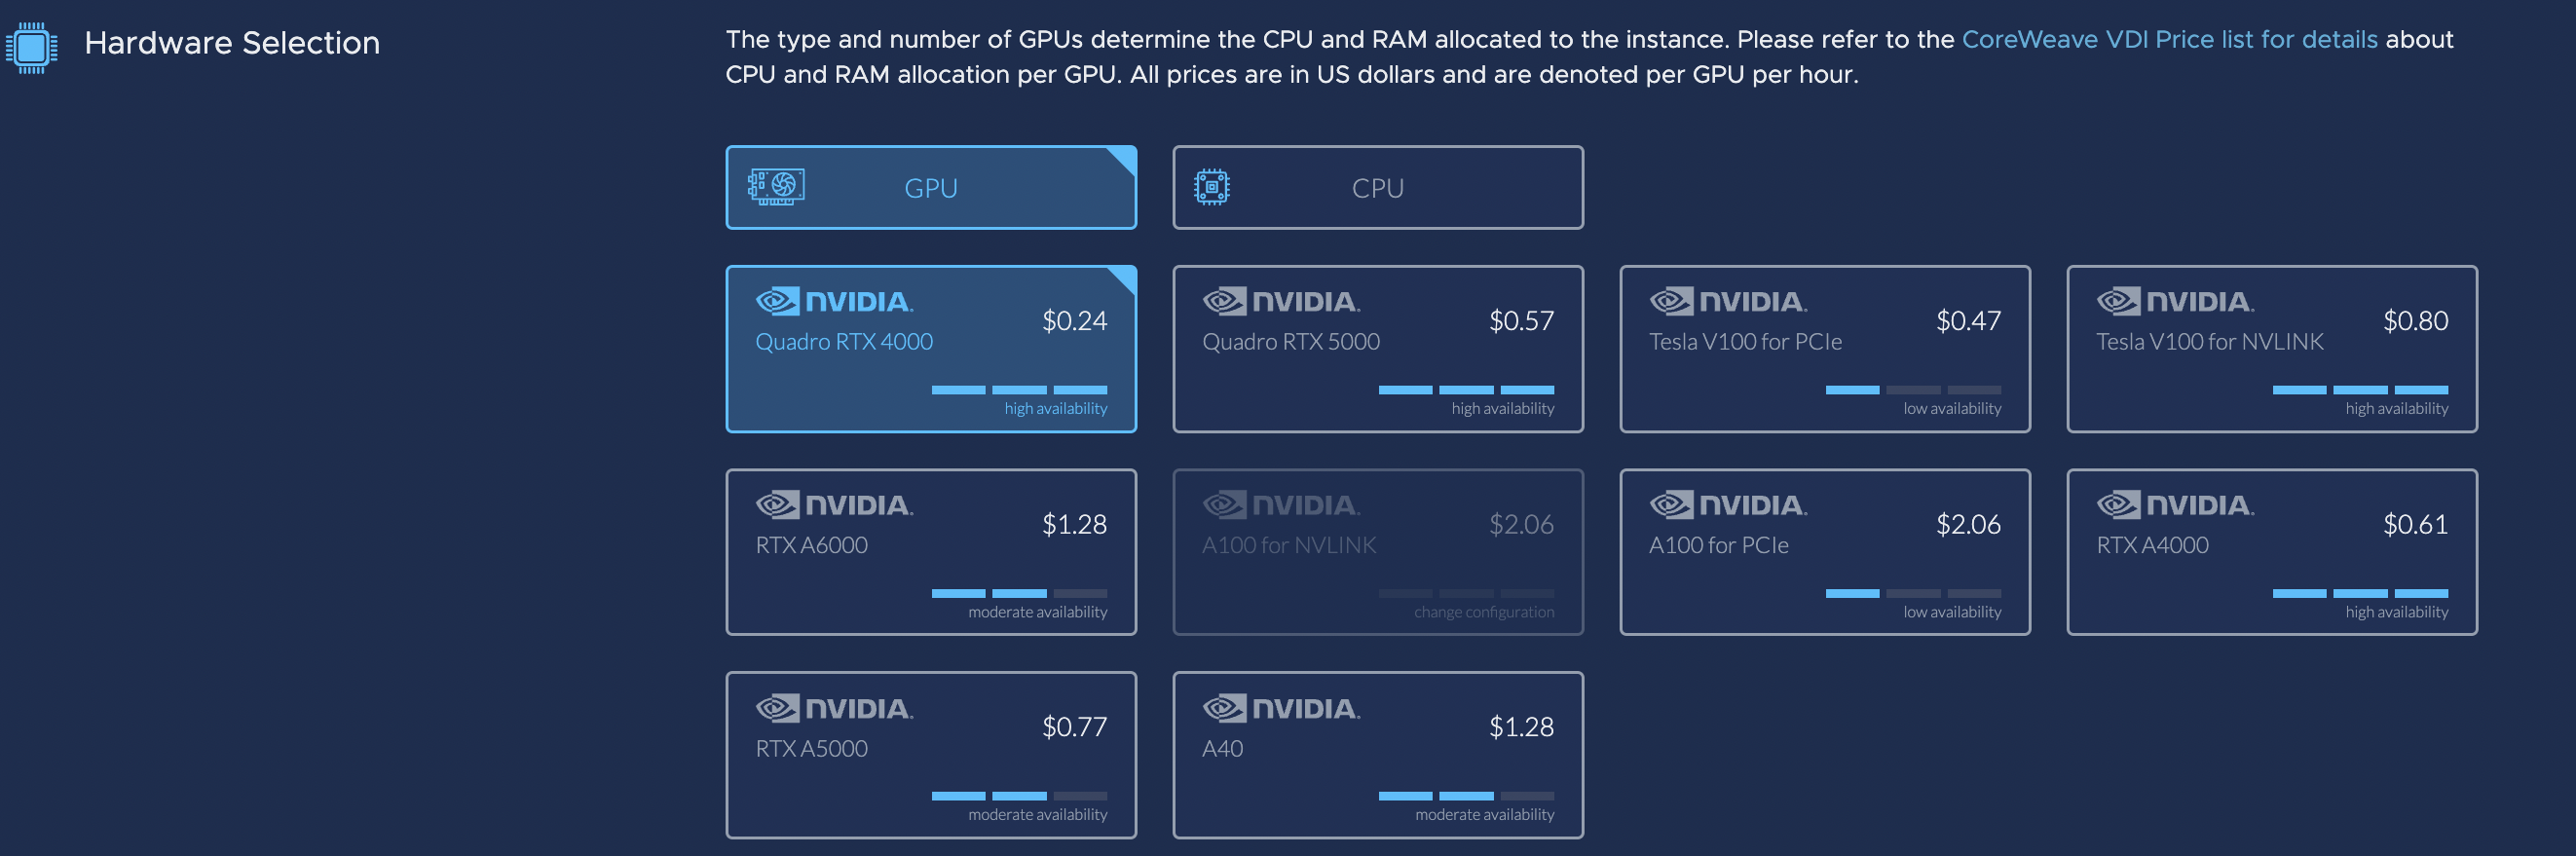 Hardware Selection
The type and number of GPUs determine the CPU and RAM allocated to the instance. Please refer to the CoreWeave VDI Price list for details about
CPU and RAM allocation per GPU. All prices are in US dollars and are denoted per GPU per hour.
GPU
CPU
NVIDIA.
Quadro RTX 4000
$0.24
high availability
NVIDIA.
Quadro RTX 5000
$0.57
high availability
NVIDIA.
Tesla V100 for PCIe
$0.47
low availability
NVIDIA.
Tesla V100 for NVLINK
$0.80
high availability
NVIDIA.
RTX A6000
$1.28
moderate availability
NVIDIA.
A100 for NVLINK
$2.06
change configuration
NVIDIA.
A100 for PCIe
$2.06
low availability
NVIDIA.
RTX A4000
$0.61
high availability
NVIDIA.
RTX A5000
$0.77
moderate availability
NVIDIA.
A40
$1.28
moderate availability